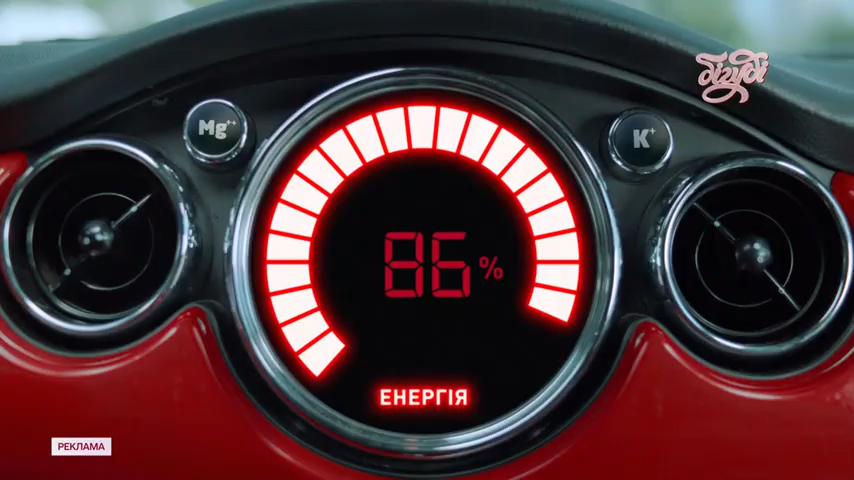 бігуді
Mg++
K+
86 %
ЕНЕРГІЯ
РЕКЛАМА